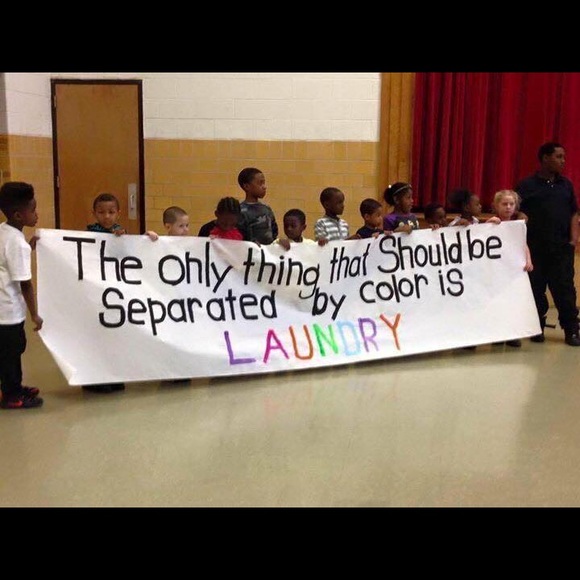 The only thing that Should be
Separated by color is
LAUNDRY